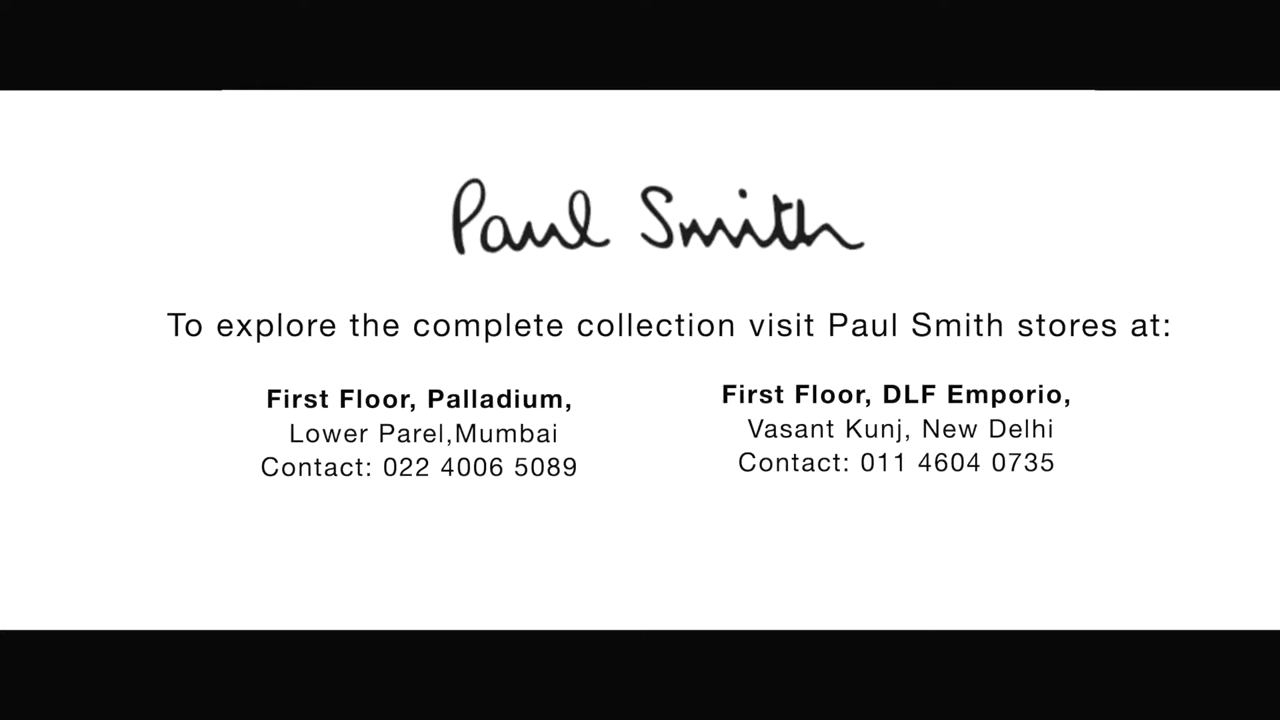 Paul Smith
To explore the complete collection visit Paul Smith stores at:
First Floor, Palladium,
Lower Parel,Mumbai
Contact: 022 4006 5089
First Floor, DLF Emporio,
Vasant Kunj, New Delhi
Contact: 011 4604 0735